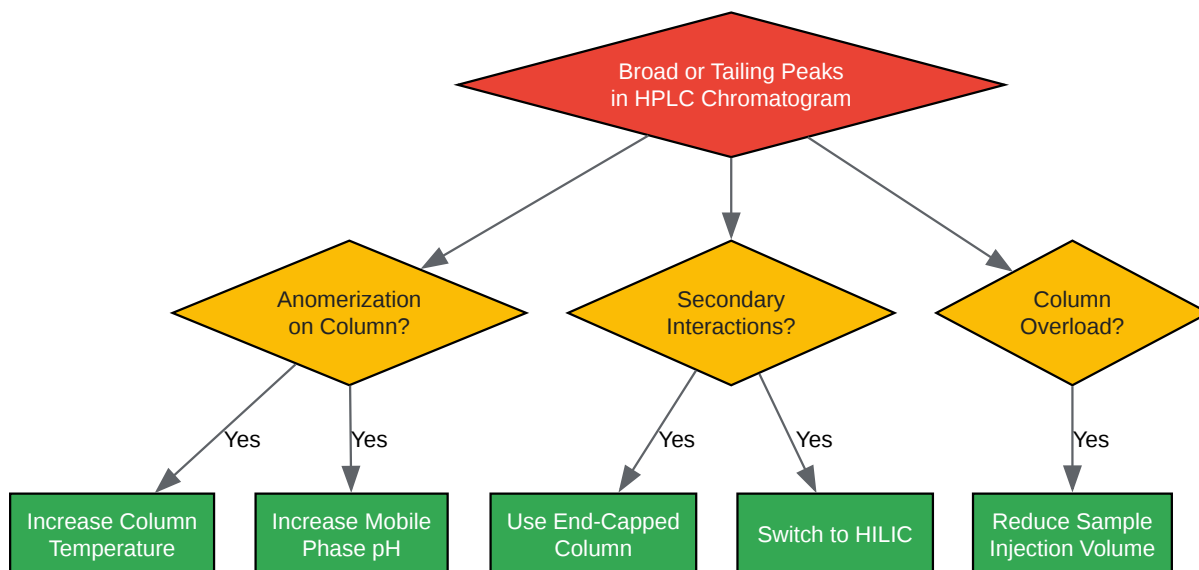 Broad or Tailing Peaks
in HPLC Chromatogram
Anomerization
on Column?
Secondary
Interactions?
Column
Overload?
Yes
Yes
Yes
Yes
Yes
Increase Column
Temperature
Increase Mobile
Phase pH
Use End-Capped
Column
Switch to HILIC
Reduce Sample
Injection Volume